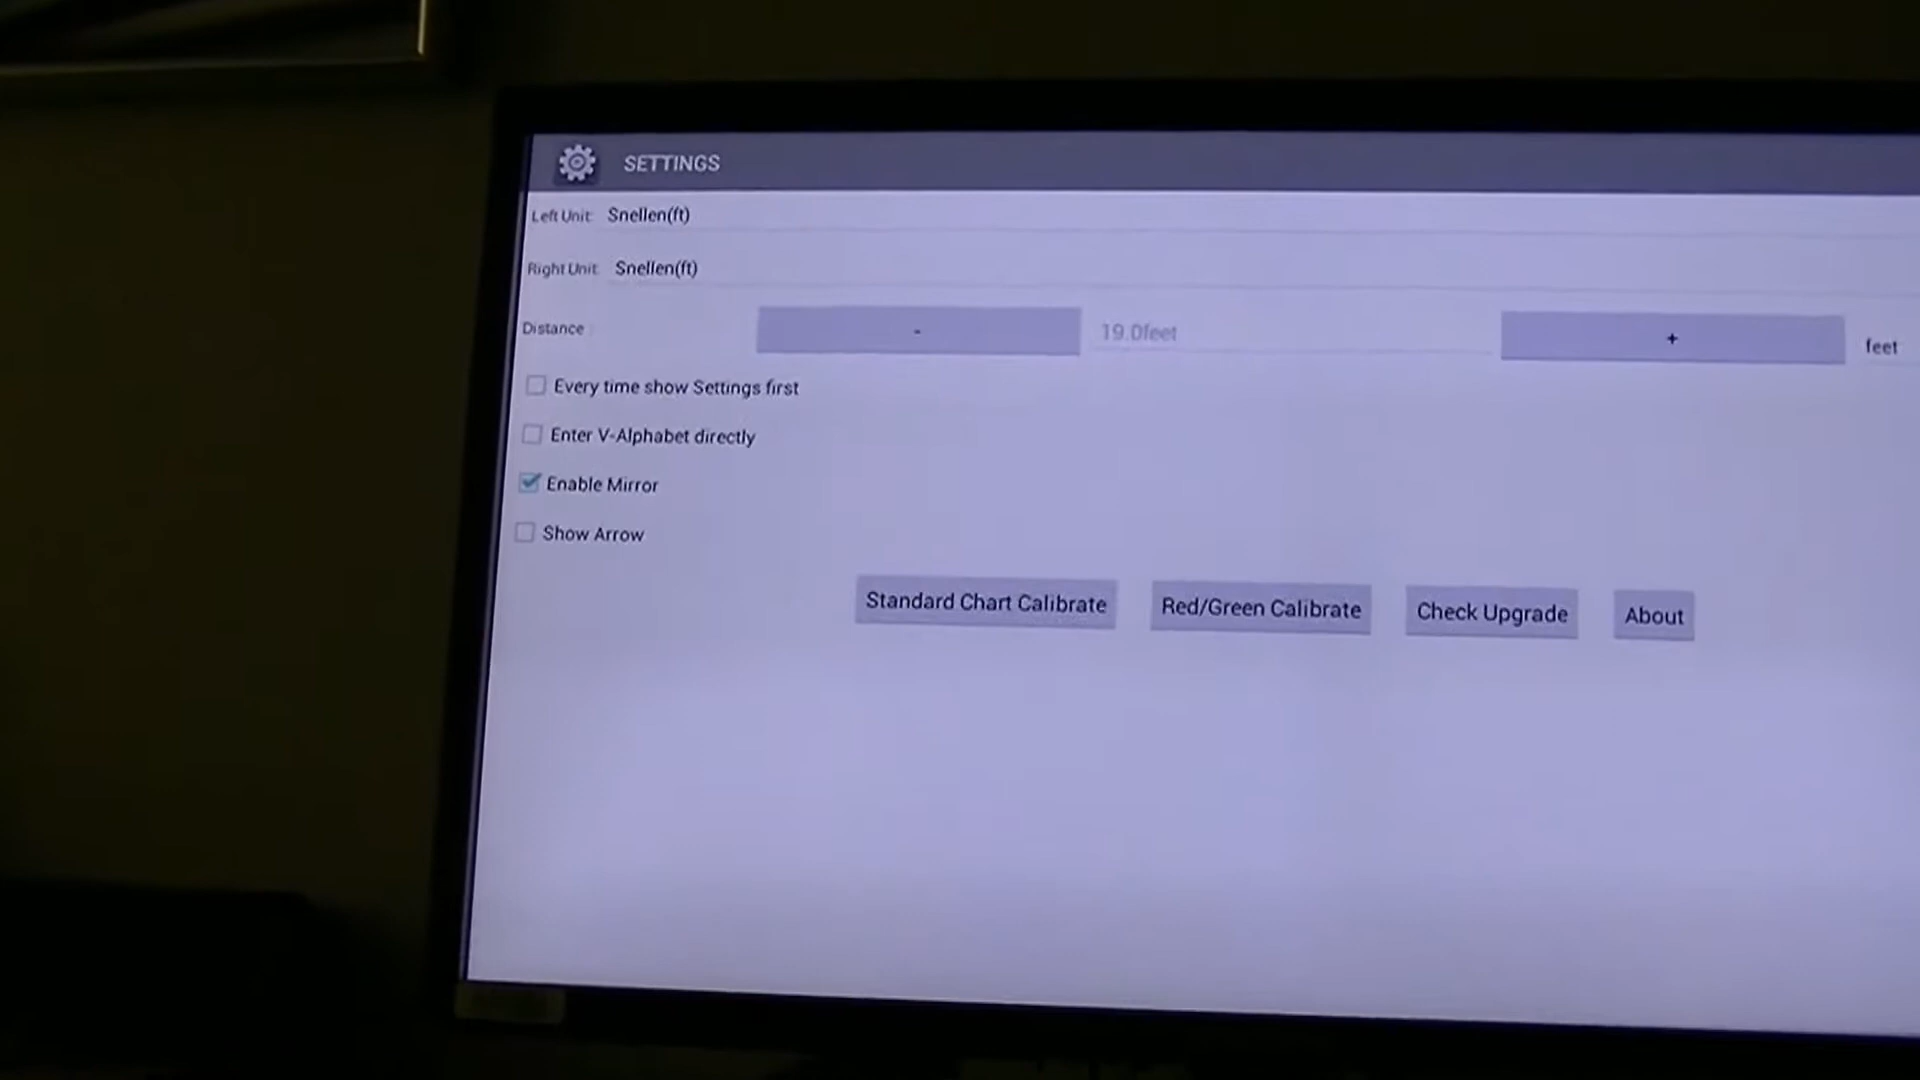 SETTINGS
Left Unit: Snellen(ft)
Right Unit: Snellen(ft)
Distance - 19.0feet + feet
Every time show Settings first
Enter V-Alphabet directly
Enable Mirror
Show Arrow
Standard Chart Calibrate Red/Green Calibrate Check Upgrade About